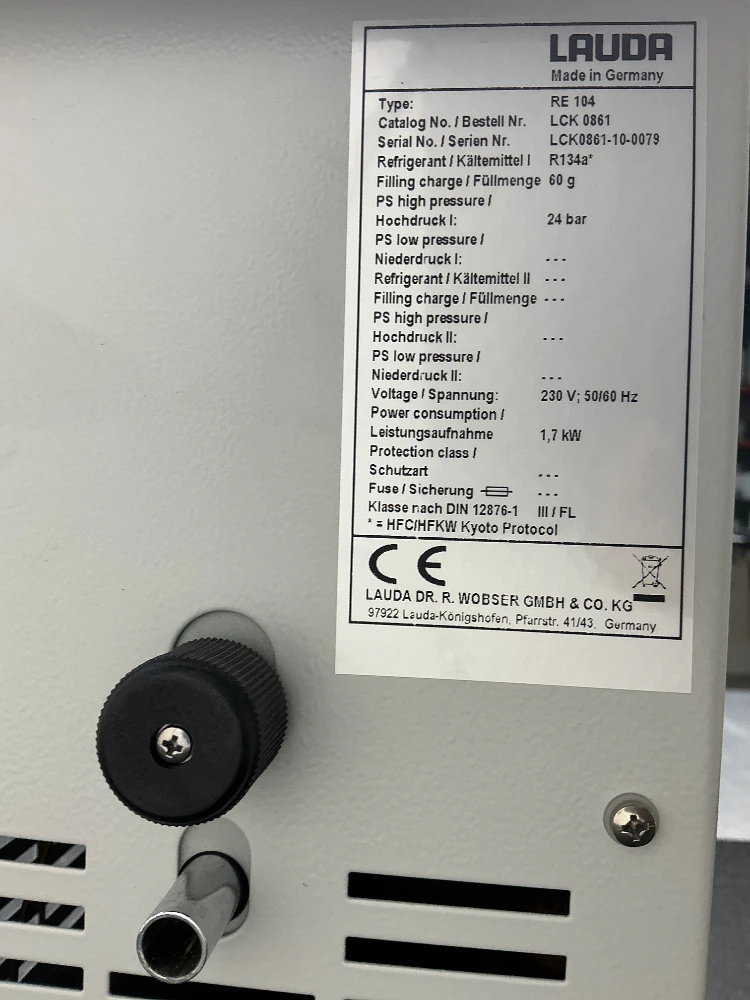 LAUDA
Made in Germany
Type: RE 104
Catalog No. / Bestell Nr. LCK 0861
Serial No. / Serien Nr. LCK0861-10-0079
Refrigerant / Kältemittel I R134a*
Filling charge / Füllmenge 60 g
PS high pressure /
Hochdruck I: 24 bar
PS low pressure /
Niederdruck I: - - -
Refrigerant / Kältemittel II - - -
Filling charge / Füllmenge - - -
PS high pressure /
Hochdruck II: - - -
PS low pressure /
Niederdruck II: - - -
Voltage / Spannung: 230 V; 50/60 Hz
Power consumption /
Leistungsaufnahme 1,7 kW
Protection class /
Schutzart - - -
Fuse / Sicherung - - -
Klasse nach DIN 12876-1 III / FL
* = HFC/HFKW Kyoto Protocol
CE
LAUDA DR. R. WOBSER GMBH & CO. KG
97922 Lauda-Königshofen, Pfarrstr. 41/43, Germany